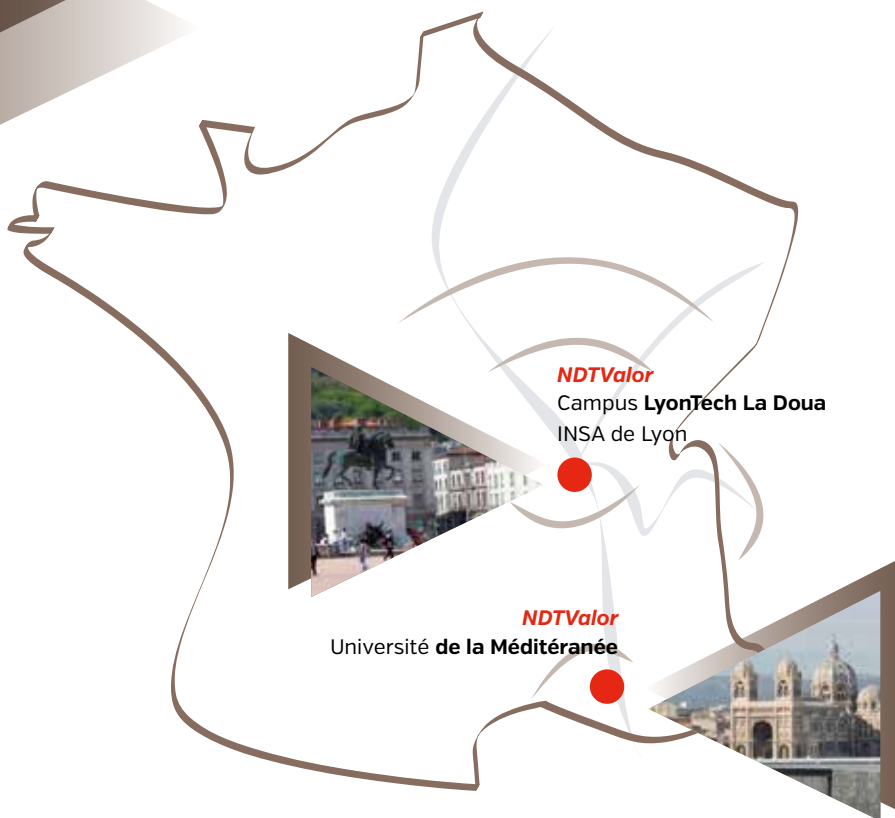 NDTValor
Campus LyonTech La Doua
INSA de Lyon
NDTValor
Université de la Méditéranée